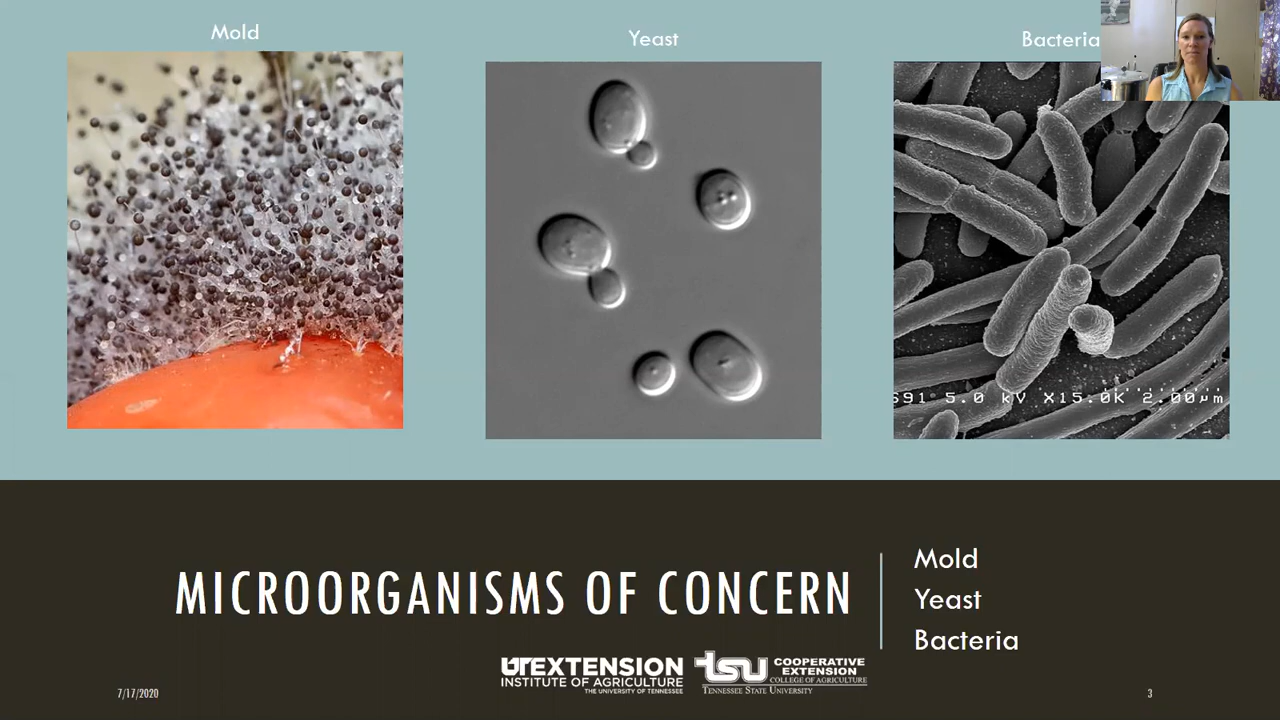 Mold
Yeast
Bacteria
S91 5.0 kV X15.0K 2.00µm
MICROORGANISMS OF CONCERN
Mold
Yeast
Bacteria
UTEXTENSION
INSTITUTE OF AGRICULTURE
THE UNIVERSITY OF TENNESSEE
tsu
COOPERATIVE
EXTENSION
COLLEGE OF AGRICULTURE
TENNESSEE STATE UNIVERSITY
7/17/2020
3